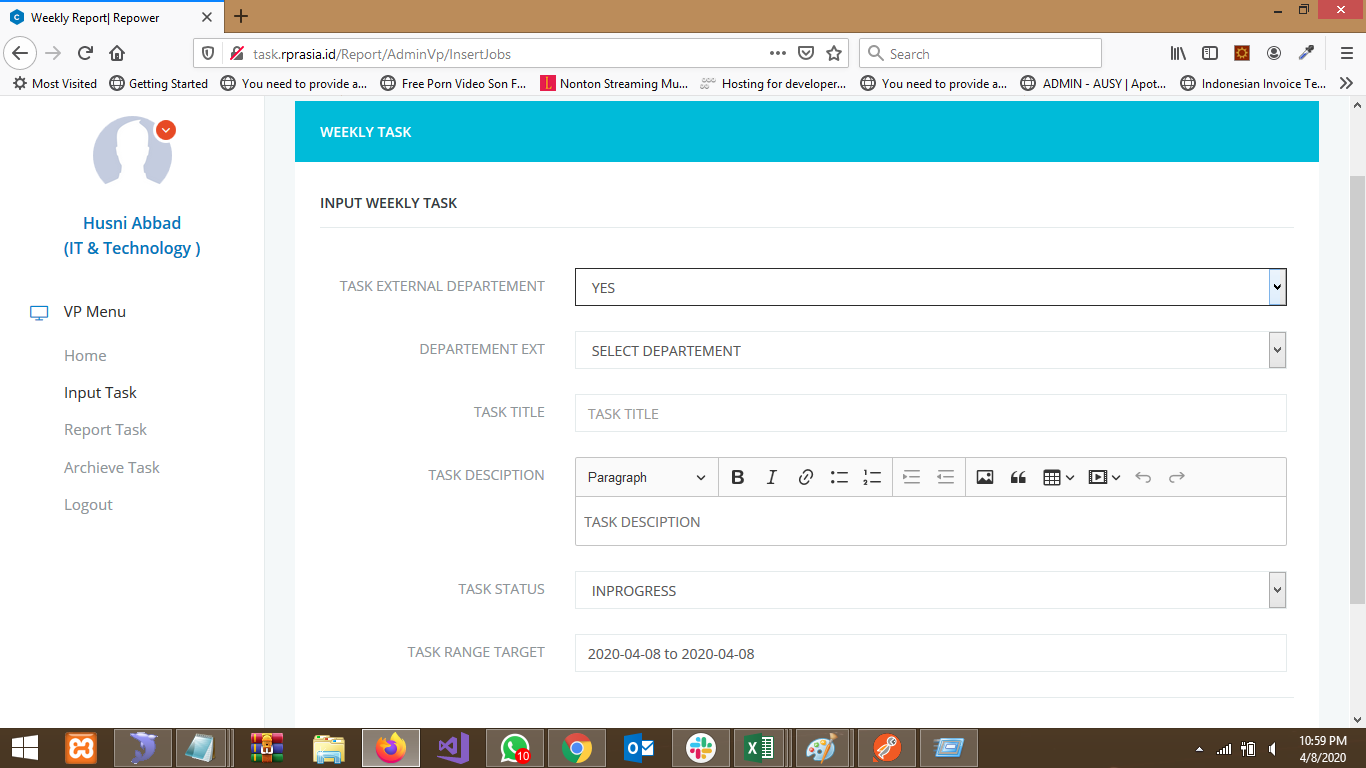 Weekly Report| Repower
task.rprasia.id/Report/AdminVp/InsertJobs
Search
Most Visited
Getting Started
You need to provide a...
Free Porn Video Son F...
Nonton Streaming Mu...
Hosting for developer...
You need to provide a...
ADMIN - AUSY | Apot...
Indonesian Invoice Te...
Husni Abbad
(IT & Technology )
VP Menu
Home
Input Task
Report Task
Archieve Task
Logout
WEEKLY TASK
INPUT WEEKLY TASK
TASK EXTERNAL DEPARTEMENT
YES
DEPARTEMENT EXT
SELECT DEPARTEMENT
TASK TITLE
TASK TITLE
TASK DESCIPTION
Paragraph
B I
TASK DESCIPTION
TASK STATUS
INPROGRESS
TASK RANGE TARGET
2020-04-08 to 2020-04-08
10
10:59 PM
4/8/2020